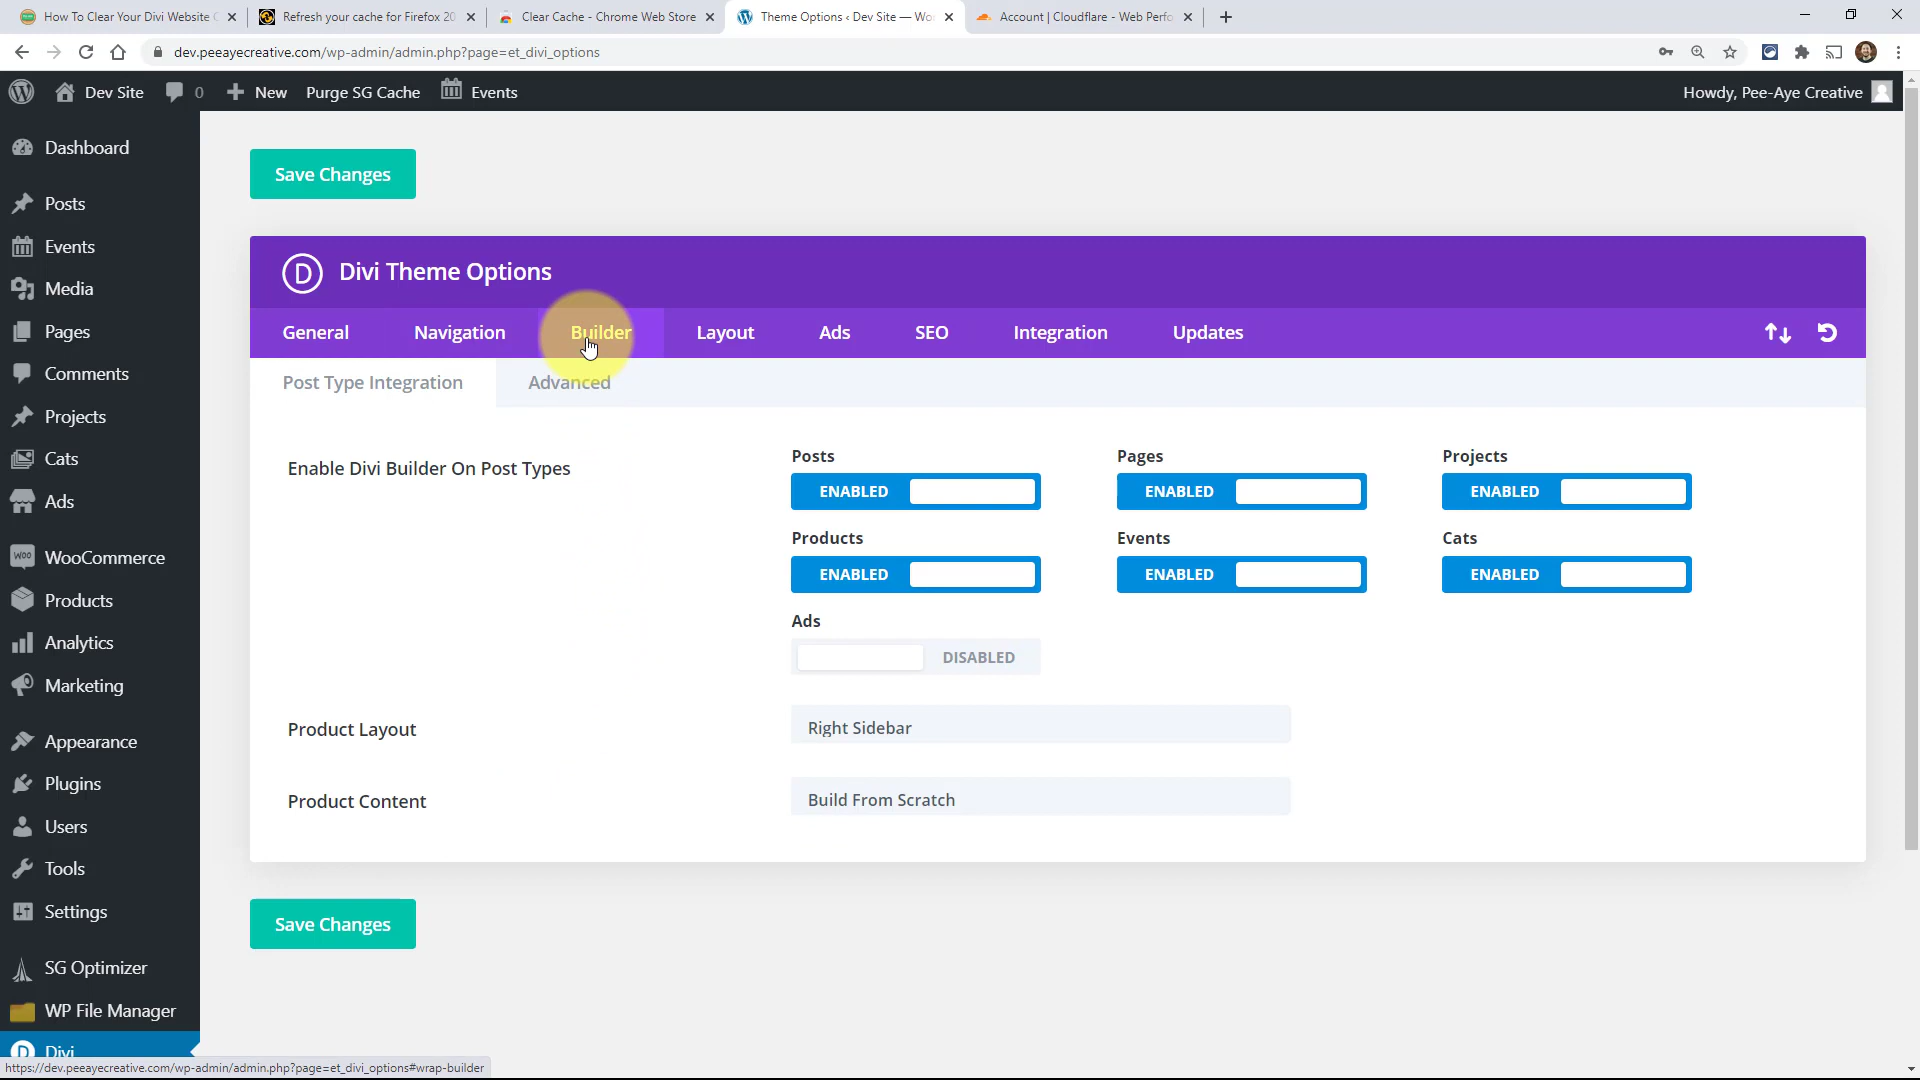 How To Clear Your Divi Website C
Refresh your cache for Firefox 20
Clear Cache - Chrome Web Store
Theme Options ‹ Dev Site — Wo
Account | Cloudflare - Web Perfo
dev.peeayecreative.com/wp-admin/admin.php?page=et_divi_options
Dev Site
0
New
Purge SG Cache
Events
Howdy, Pee-Aye Creative
Dashboard
Posts
Events
Media
Pages
Comments
Projects
Cats
Ads
WooCommerce
Products
Analytics
Marketing
Appearance
Plugins
Users
Tools
Settings
SG Optimizer
WP File Manager
Divi
Save Changes
D
Divi Theme Options
General
Navigation
Builder
Layout
Ads
SEO
Integration
Updates
Post Type Integration
Advanced
Enable Divi Builder On Post Types
Posts
Pages
Projects
ENABLED
ENABLED
ENABLED
Products
Events
Cats
ENABLED
ENABLED
ENABLED
Ads
DISABLED
Product Layout
Right Sidebar
Product Content
Build From Scratch
Save Changes
https://dev.peeayecreative.com/wp-admin/admin.php?page=et_divi_options#wrap-builder